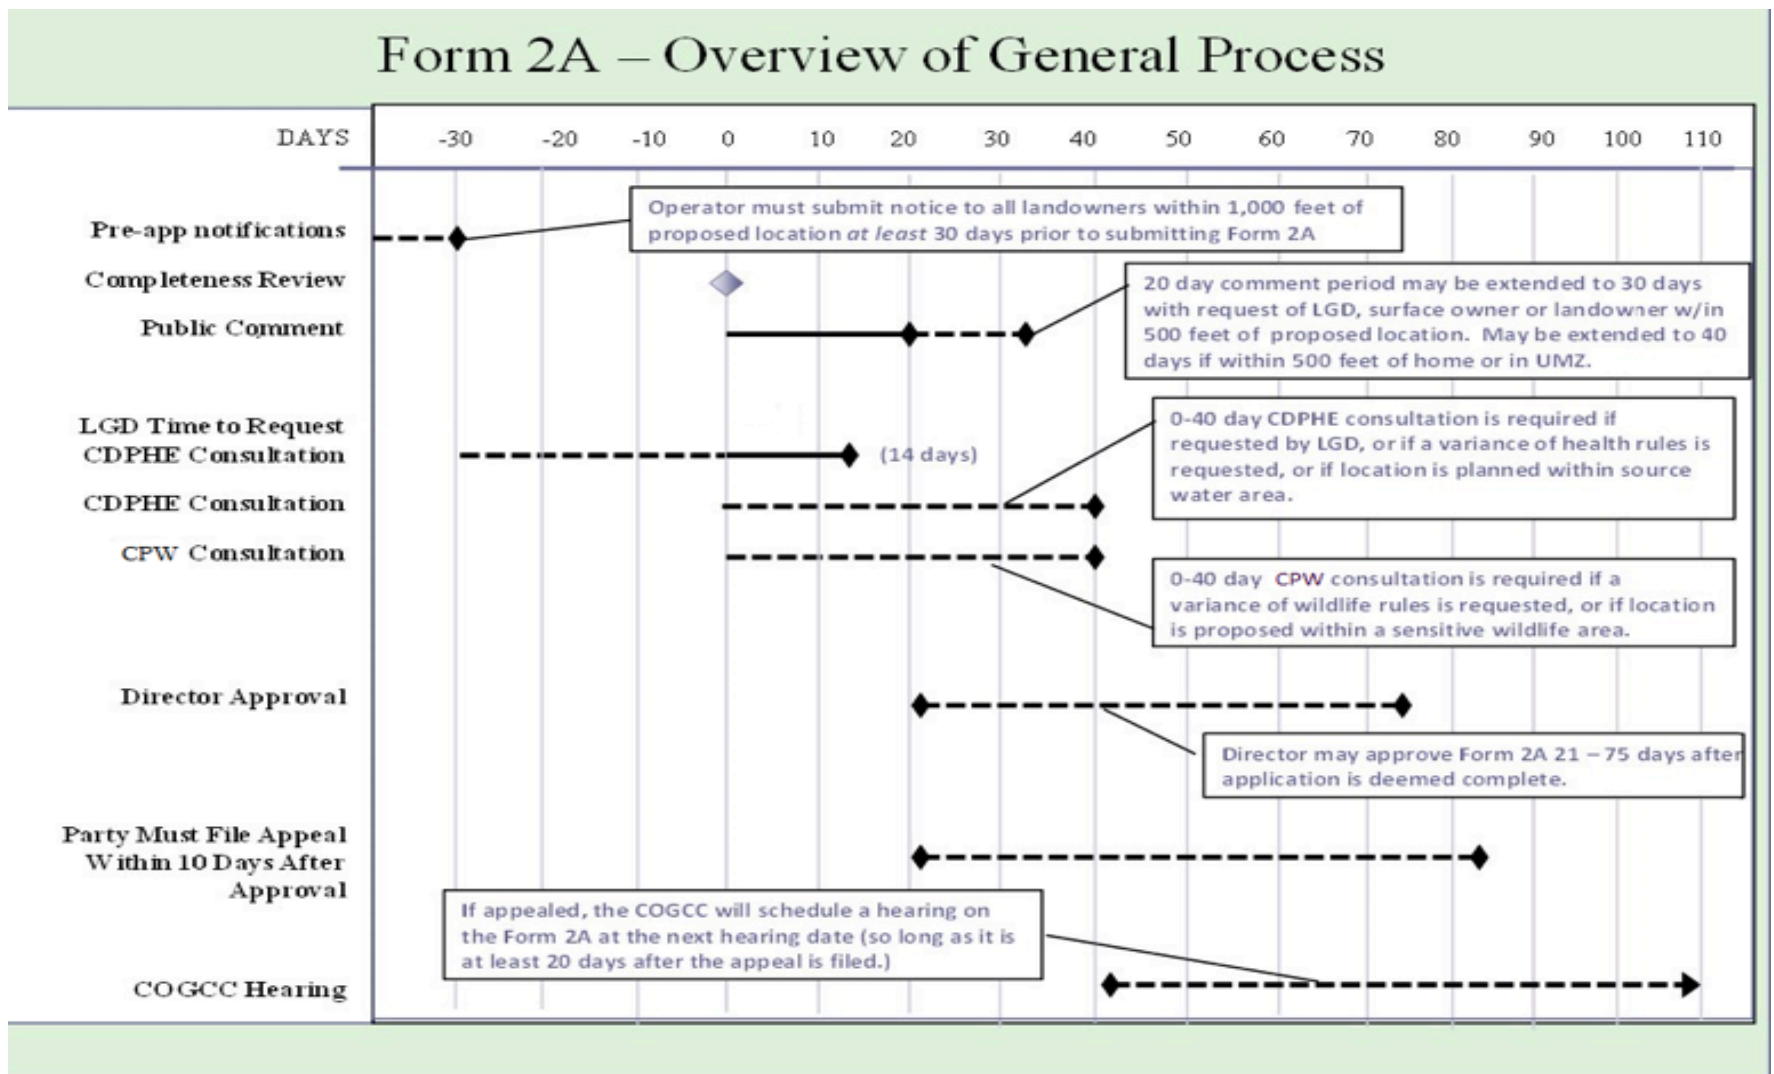 Form 2A – Overview of General Process
DAYS -30 -20 -10 0 10 20 30 40 50 60 70 80 90 100 110
Pre-app notifications
Operator must submit notice to all landowners within 1,000 feet of
proposed location at least 30 days prior to submitting Form 2A
Completeness Review
Public Comment
20 day comment period may be extended to 30 days
with request of LGD, surface owner or landowner w/in
500 feet of proposed location. May be extended to 40
days if within 500 feet of home or in UMZ.
LGD Time to Request
CDPHE Consultation
(14 days)
0-40 day CDPHE consultation is required if
requested by LGD, or if a variance of health rules is
requested, or if location is planned within source
water area.
CDPHE Consultation
CPW Consultation
0-40 day CPW consultation is required if a
variance of wildlife rules is requested, or if location
is proposed within a sensitive wildlife area.
Director Approval
Director may approve Form 2A 21 – 75 days after
application is deemed complete.
Party Must File Appeal
Within 10 Days After
Approval
If appealed, the COGCC will schedule a hearing on
the Form 2A at the next hearing date (so long as it is
at least 20 days after the appeal is filed.)
COGCC Hearing